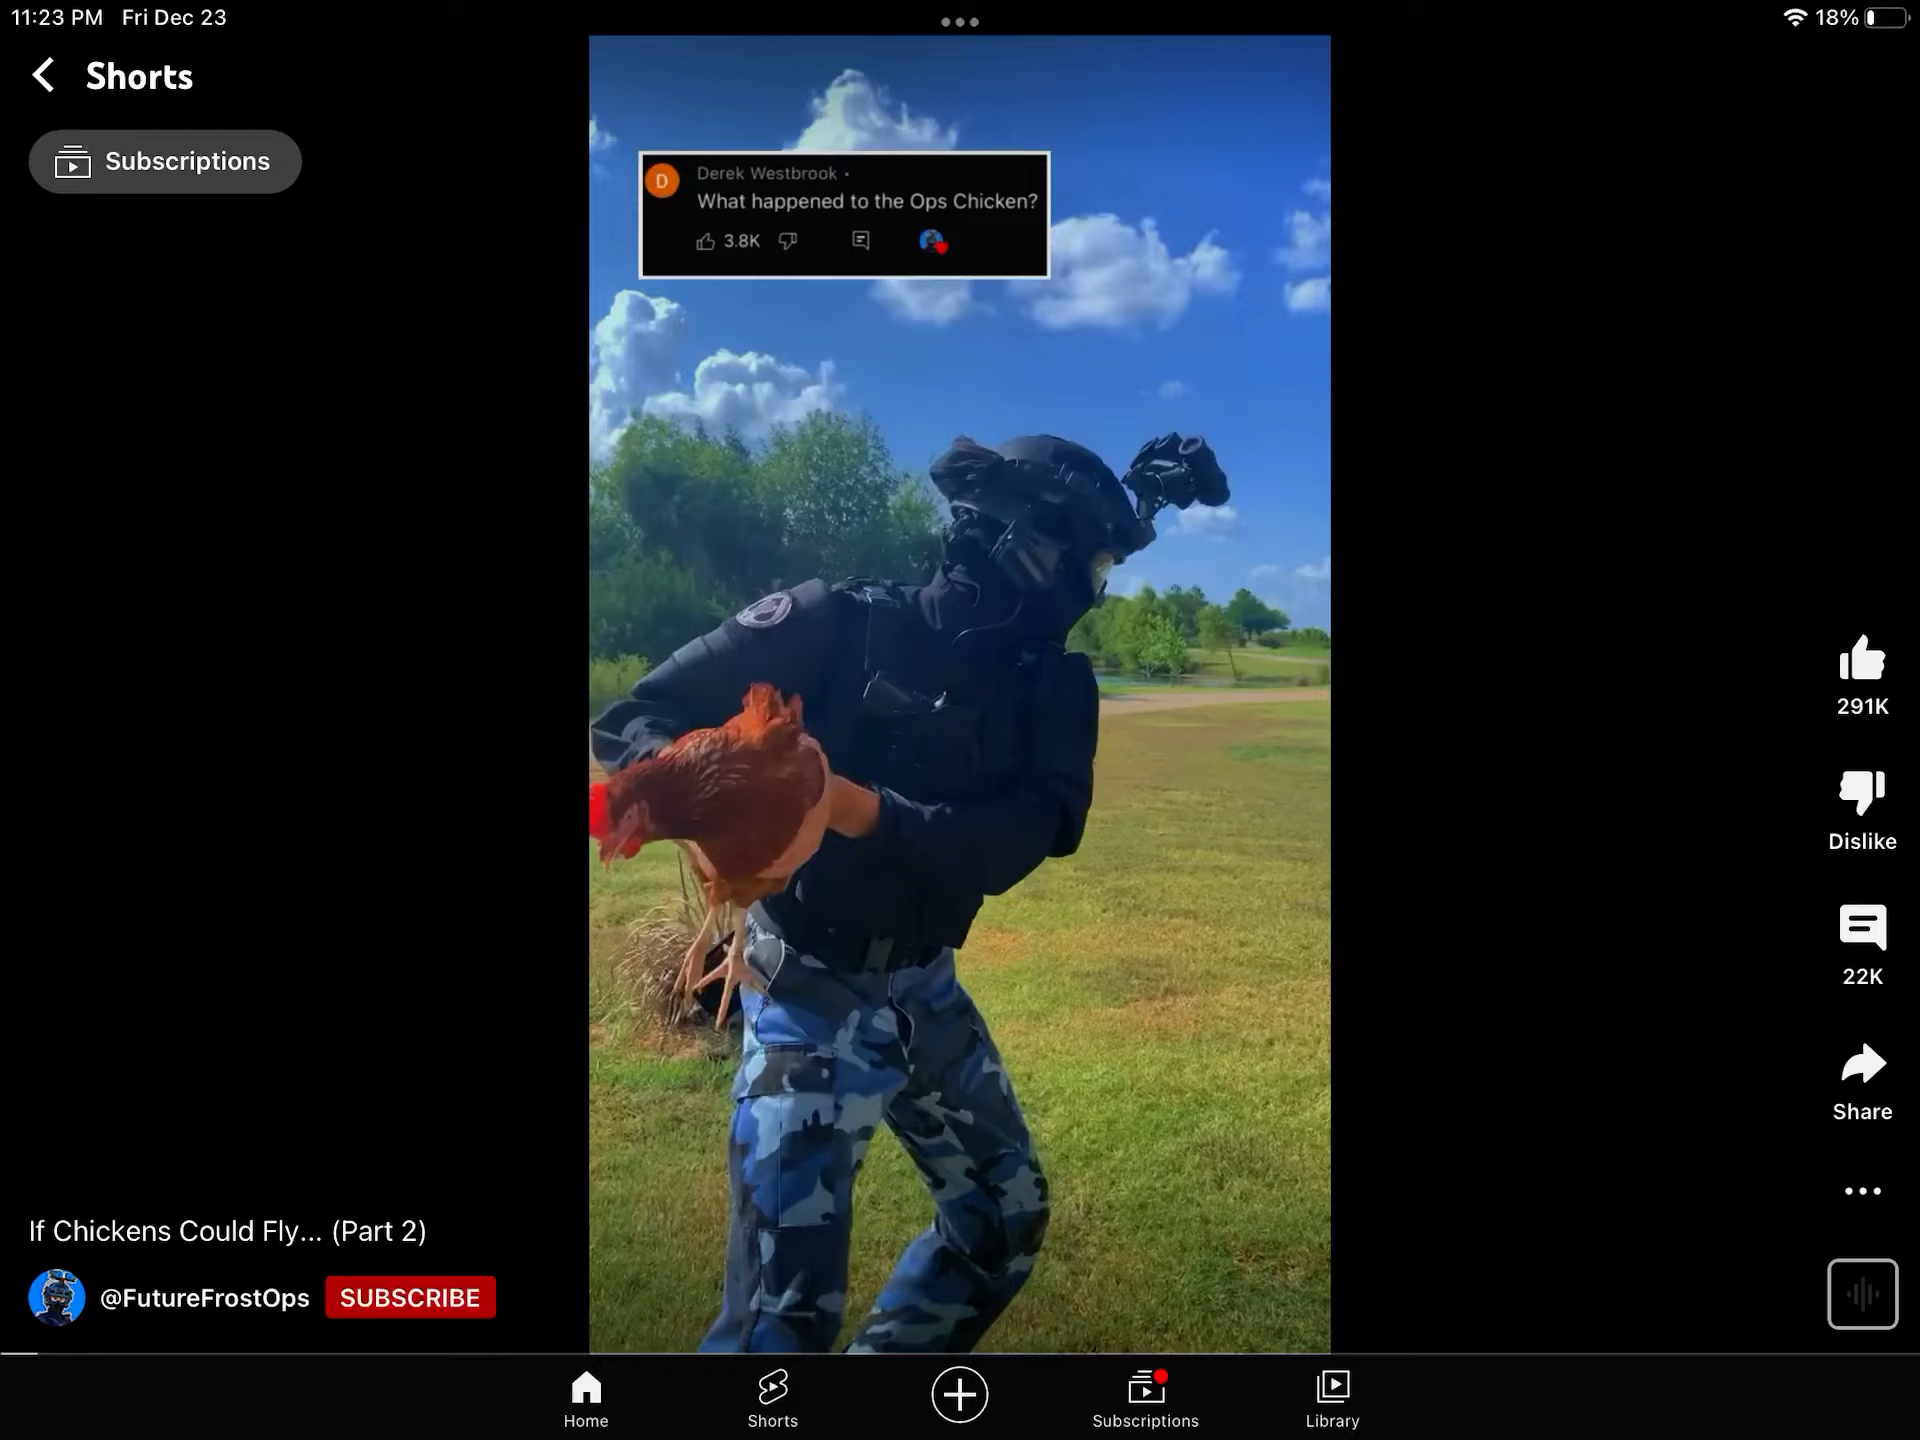 11:23 PM Fri Dec 23
18%
Shorts
Subscriptions
D
Derek Westbrook •
What happened to the Ops Chicken?
3.8K
291K
Dislike
22K
Share
If Chickens Could Fly... (Part 2)
@FutureFrostOps
SUBSCRIBE
Home
Shorts
Subscriptions
Library